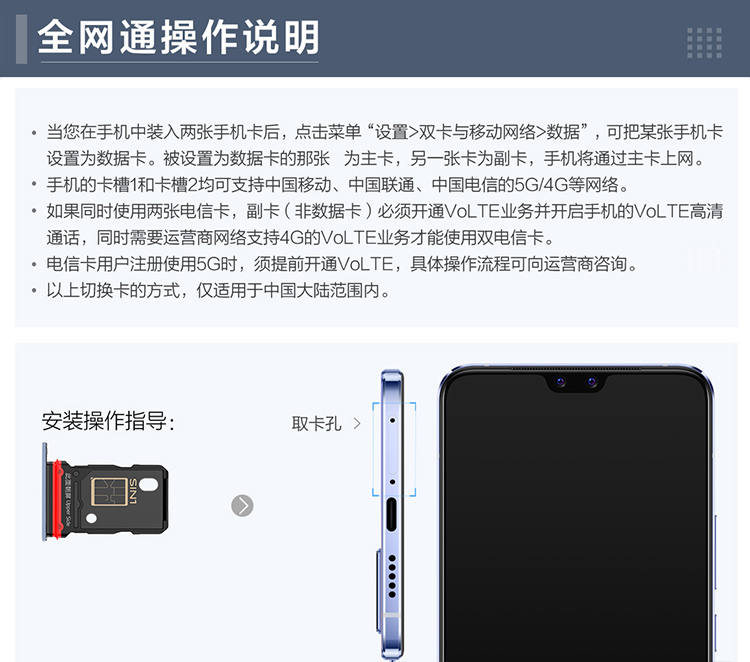 全网通操作说明
• 当您在手机中装入两张手机卡后，点击菜单“设置>双卡与移动网络>数据”，可把某张手机卡
设置为数据卡。被设置为数据卡的那张 为主卡，另一张卡为副卡，手机将通过主卡上网。
• 手机的卡槽1和卡槽2均可支持中国移动、中国联通、中国电信的5G/4G等网络。
• 如果同时使用两张电信卡，副卡（非数据卡）必须开通VoLTE业务并开启手机的VoLTE高清
通话，同时需要运营商网络支持4G的VoLTE业务才能使用双电信卡。
• 电信卡用户注册使用5G时，须提前开通VoLTE，具体操作流程可向运营商咨询。
• 以上切换卡的方式，仅适用于中国大陆范围内。
安装操作指导：
取卡孔
SIN1
Upper Side